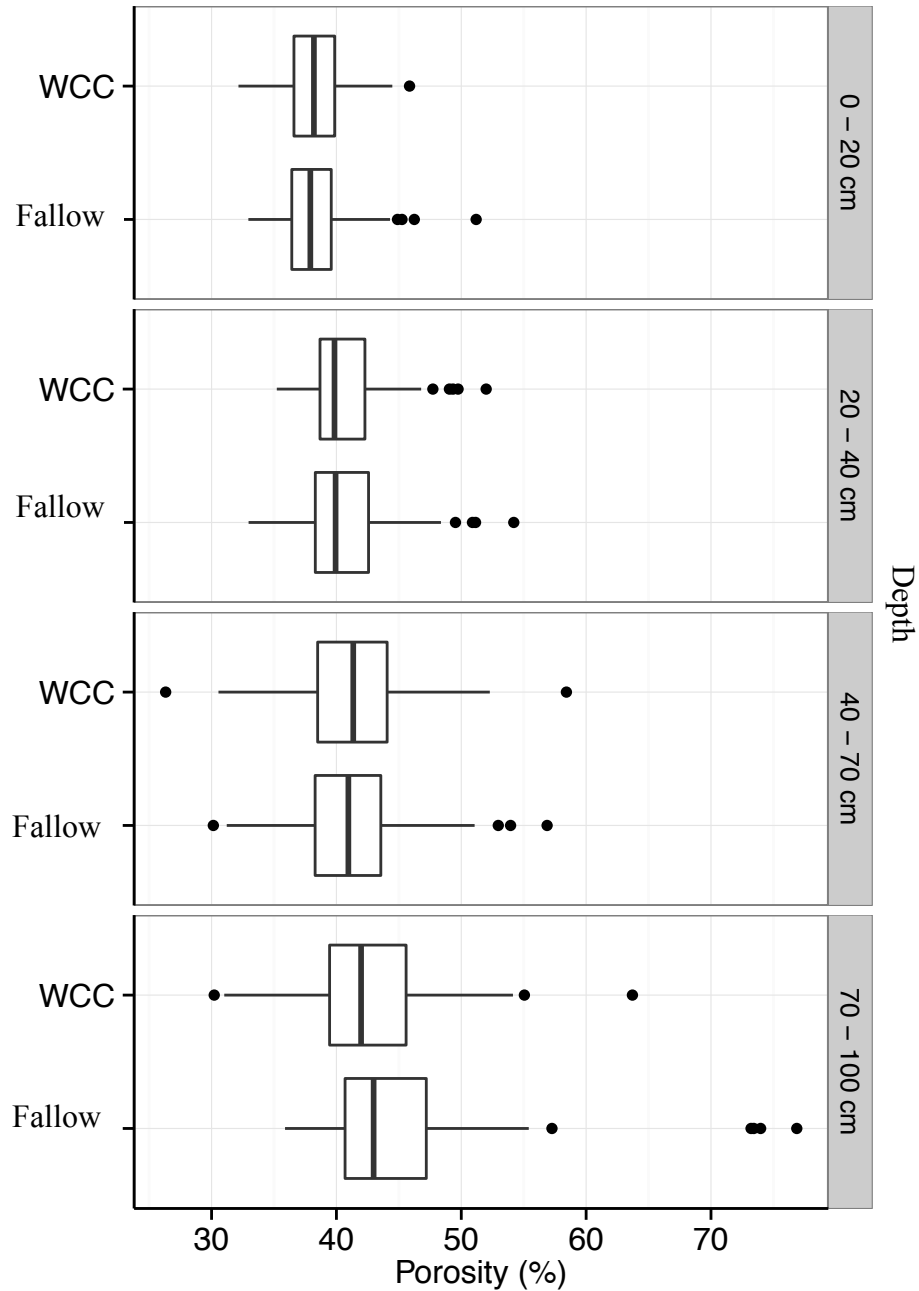 WCC
Fallow
0 – 20 cm
WCC
Fallow
20 – 40 cm
WCC
Fallow
40 – 70 cm
WCC
Fallow
70 – 100 cm
Depth
30 40 50 60 70
Porosity (%)